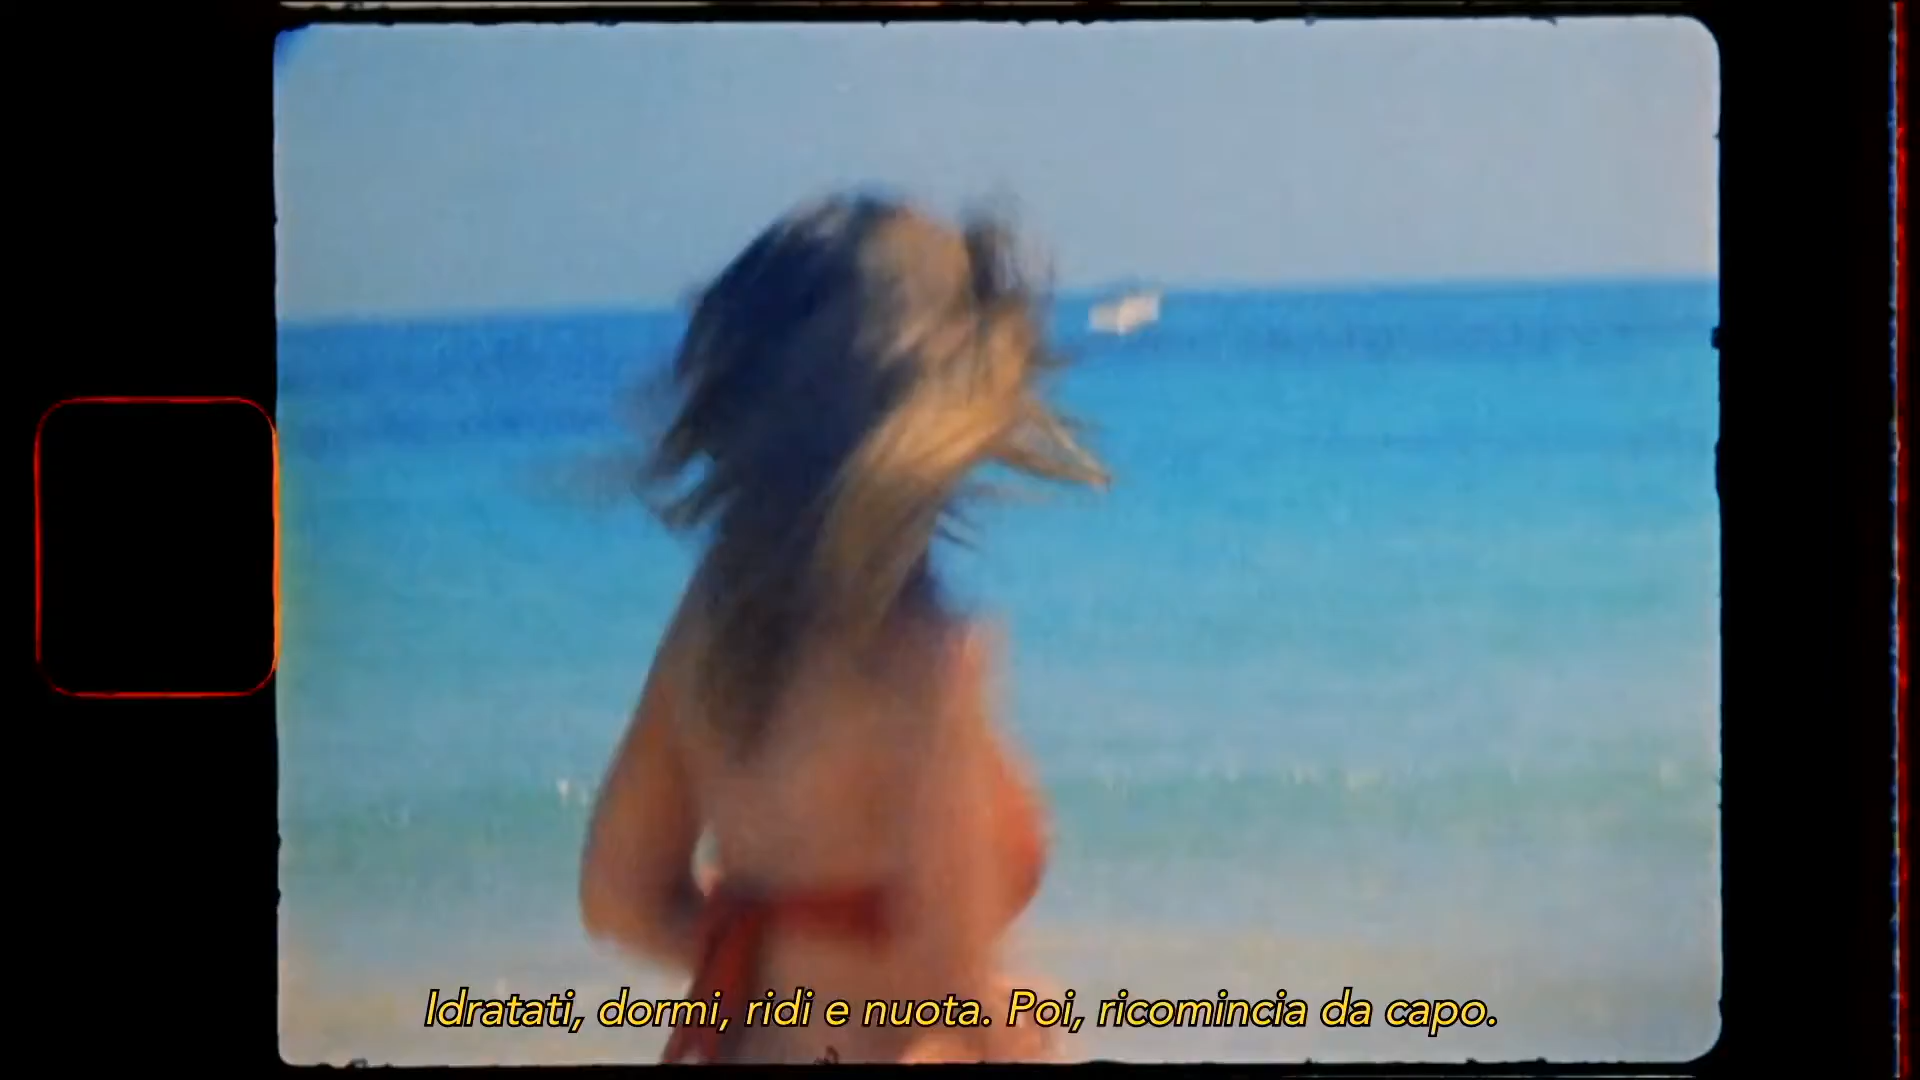 Idratati, dormi, ridi e nuota. Poi, ricomincia da capo.